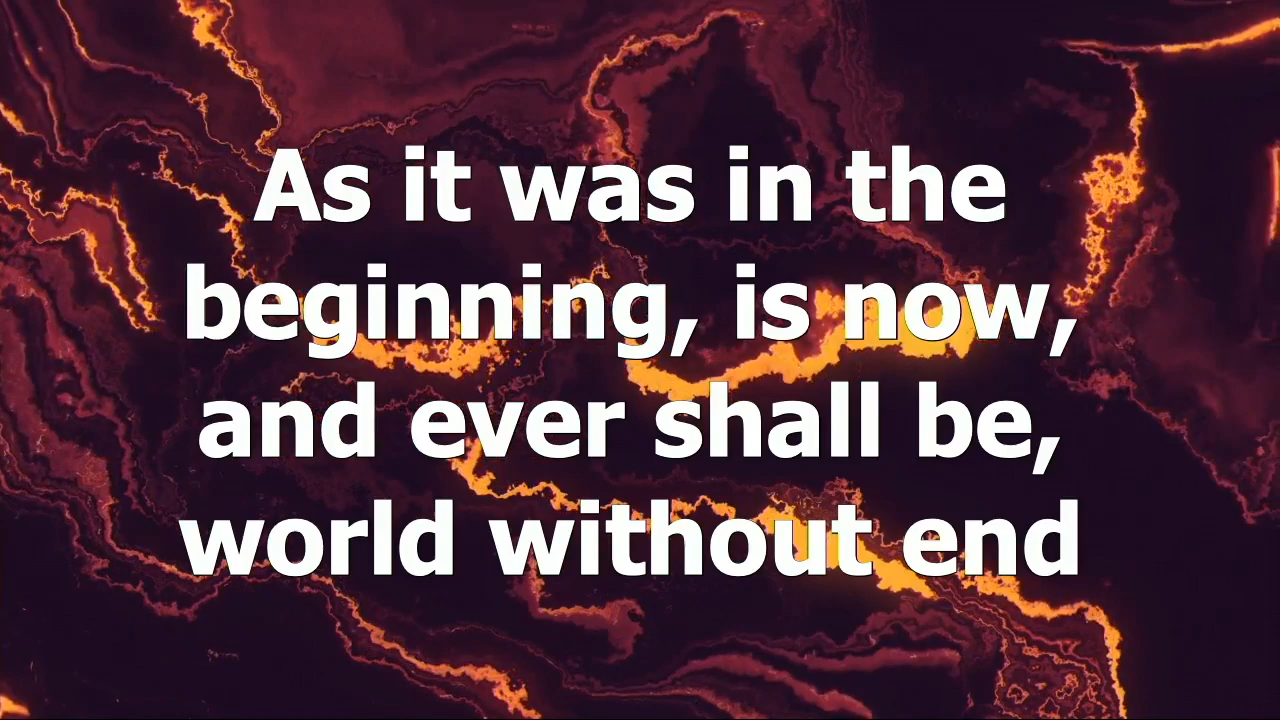 As it was in the
beginning, is now,
and ever shall be,
world without end